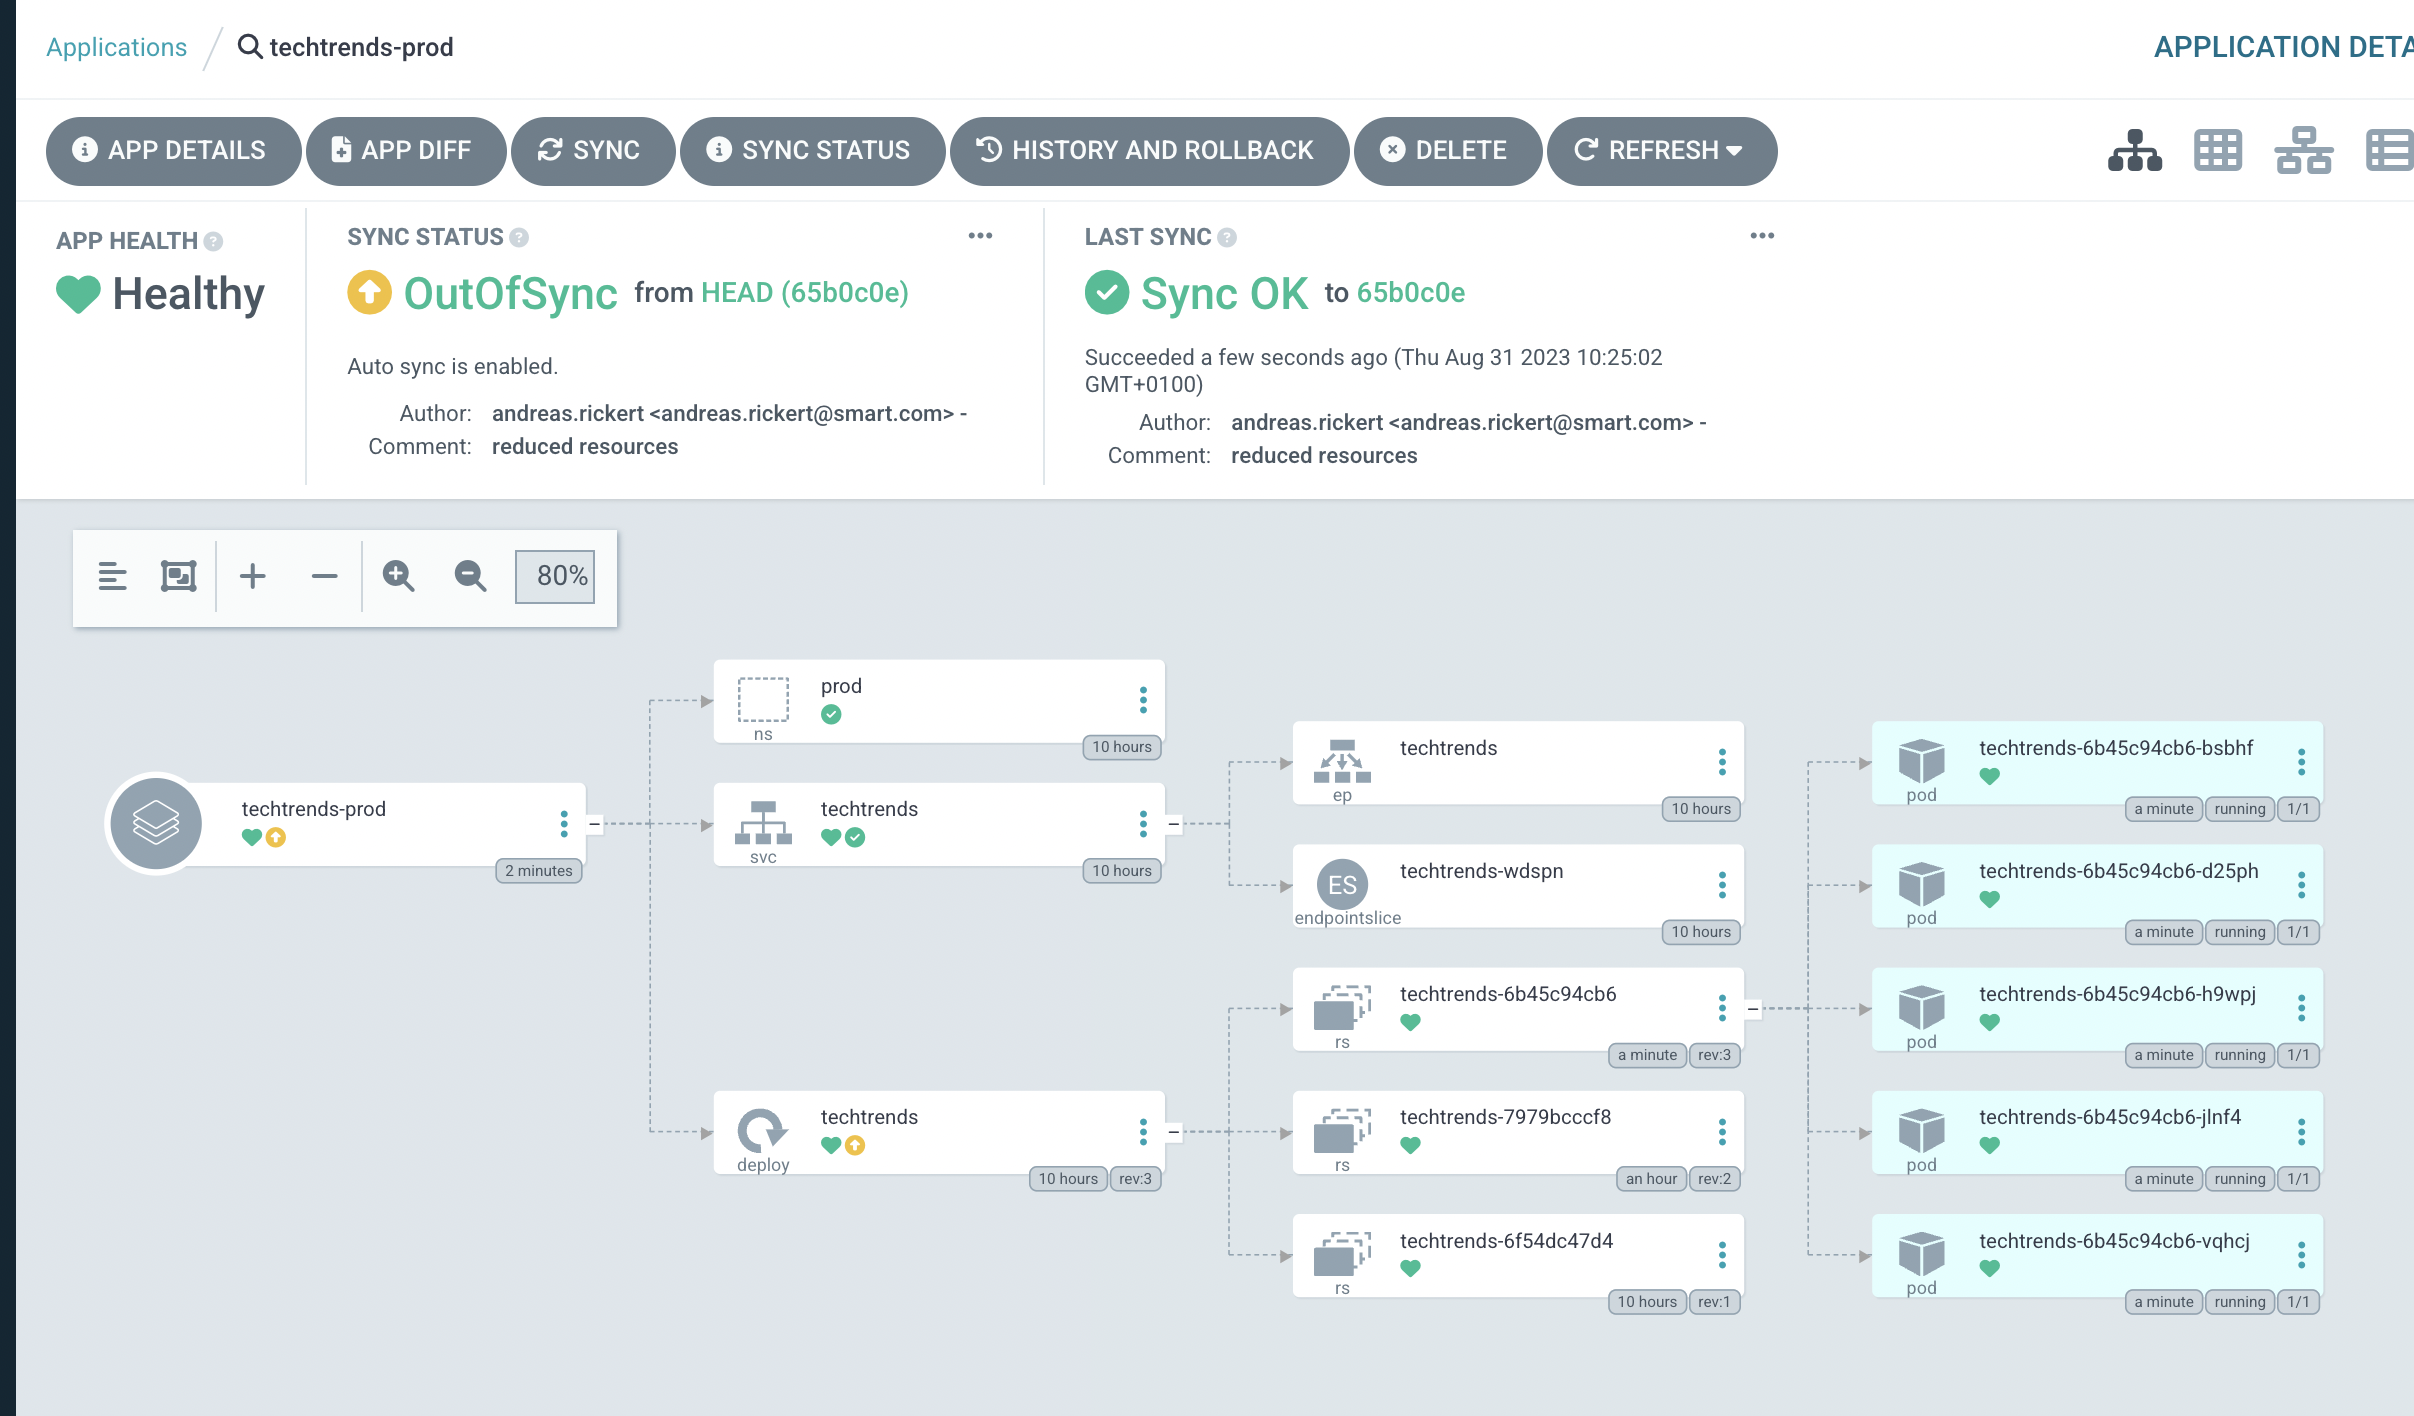 Applications / techtrends-prod
APPLICATION DETA
APP DETAILS
APP DIFF
SYNC
SYNC STATUS
HISTORY AND ROLLBACK
DELETE
REFRESH
APP HEALTH
Healthy
SYNC STATUS
OutOfSync from HEAD (65b0c0e)
Auto sync is enabled.
Author: andreas.rickert <andreas.rickert@smart.com> -
Comment: reduced resources
LAST SYNC
Sync OK to 65b0c0e
Succeeded a few seconds ago (Thu Aug 31 2023 10:25:02
GMT+0100)
Author: andreas.rickert <andreas.rickert@smart.com> -
Comment: reduced resources
80%
techtrends-prod
2 minutes
prod
ns
10 hours
techtrends
svc
10 hours
techtrends
deploy
10 hours rev:3
techtrends
ep
10 hours
techtrends-wdspn
ES
endpointslice
10 hours
techtrends-6b45c94cb6
rs
a minute rev:3
techtrends-7979bcccf8
rs
an hour rev:2
techtrends-6f54dc47d4
rs
10 hours rev:1
techtrends-6b45c94cb6-bsbhf
pod
a minute running 1/1
techtrends-6b45c94cb6-d25ph
pod
a minute running 1/1
techtrends-6b45c94cb6-h9wpj
pod
a minute running 1/1
techtrends-6b45c94cb6-jlnf4
pod
a minute running 1/1
techtrends-6b45c94cb6-vqhcj
pod
a minute running 1/1